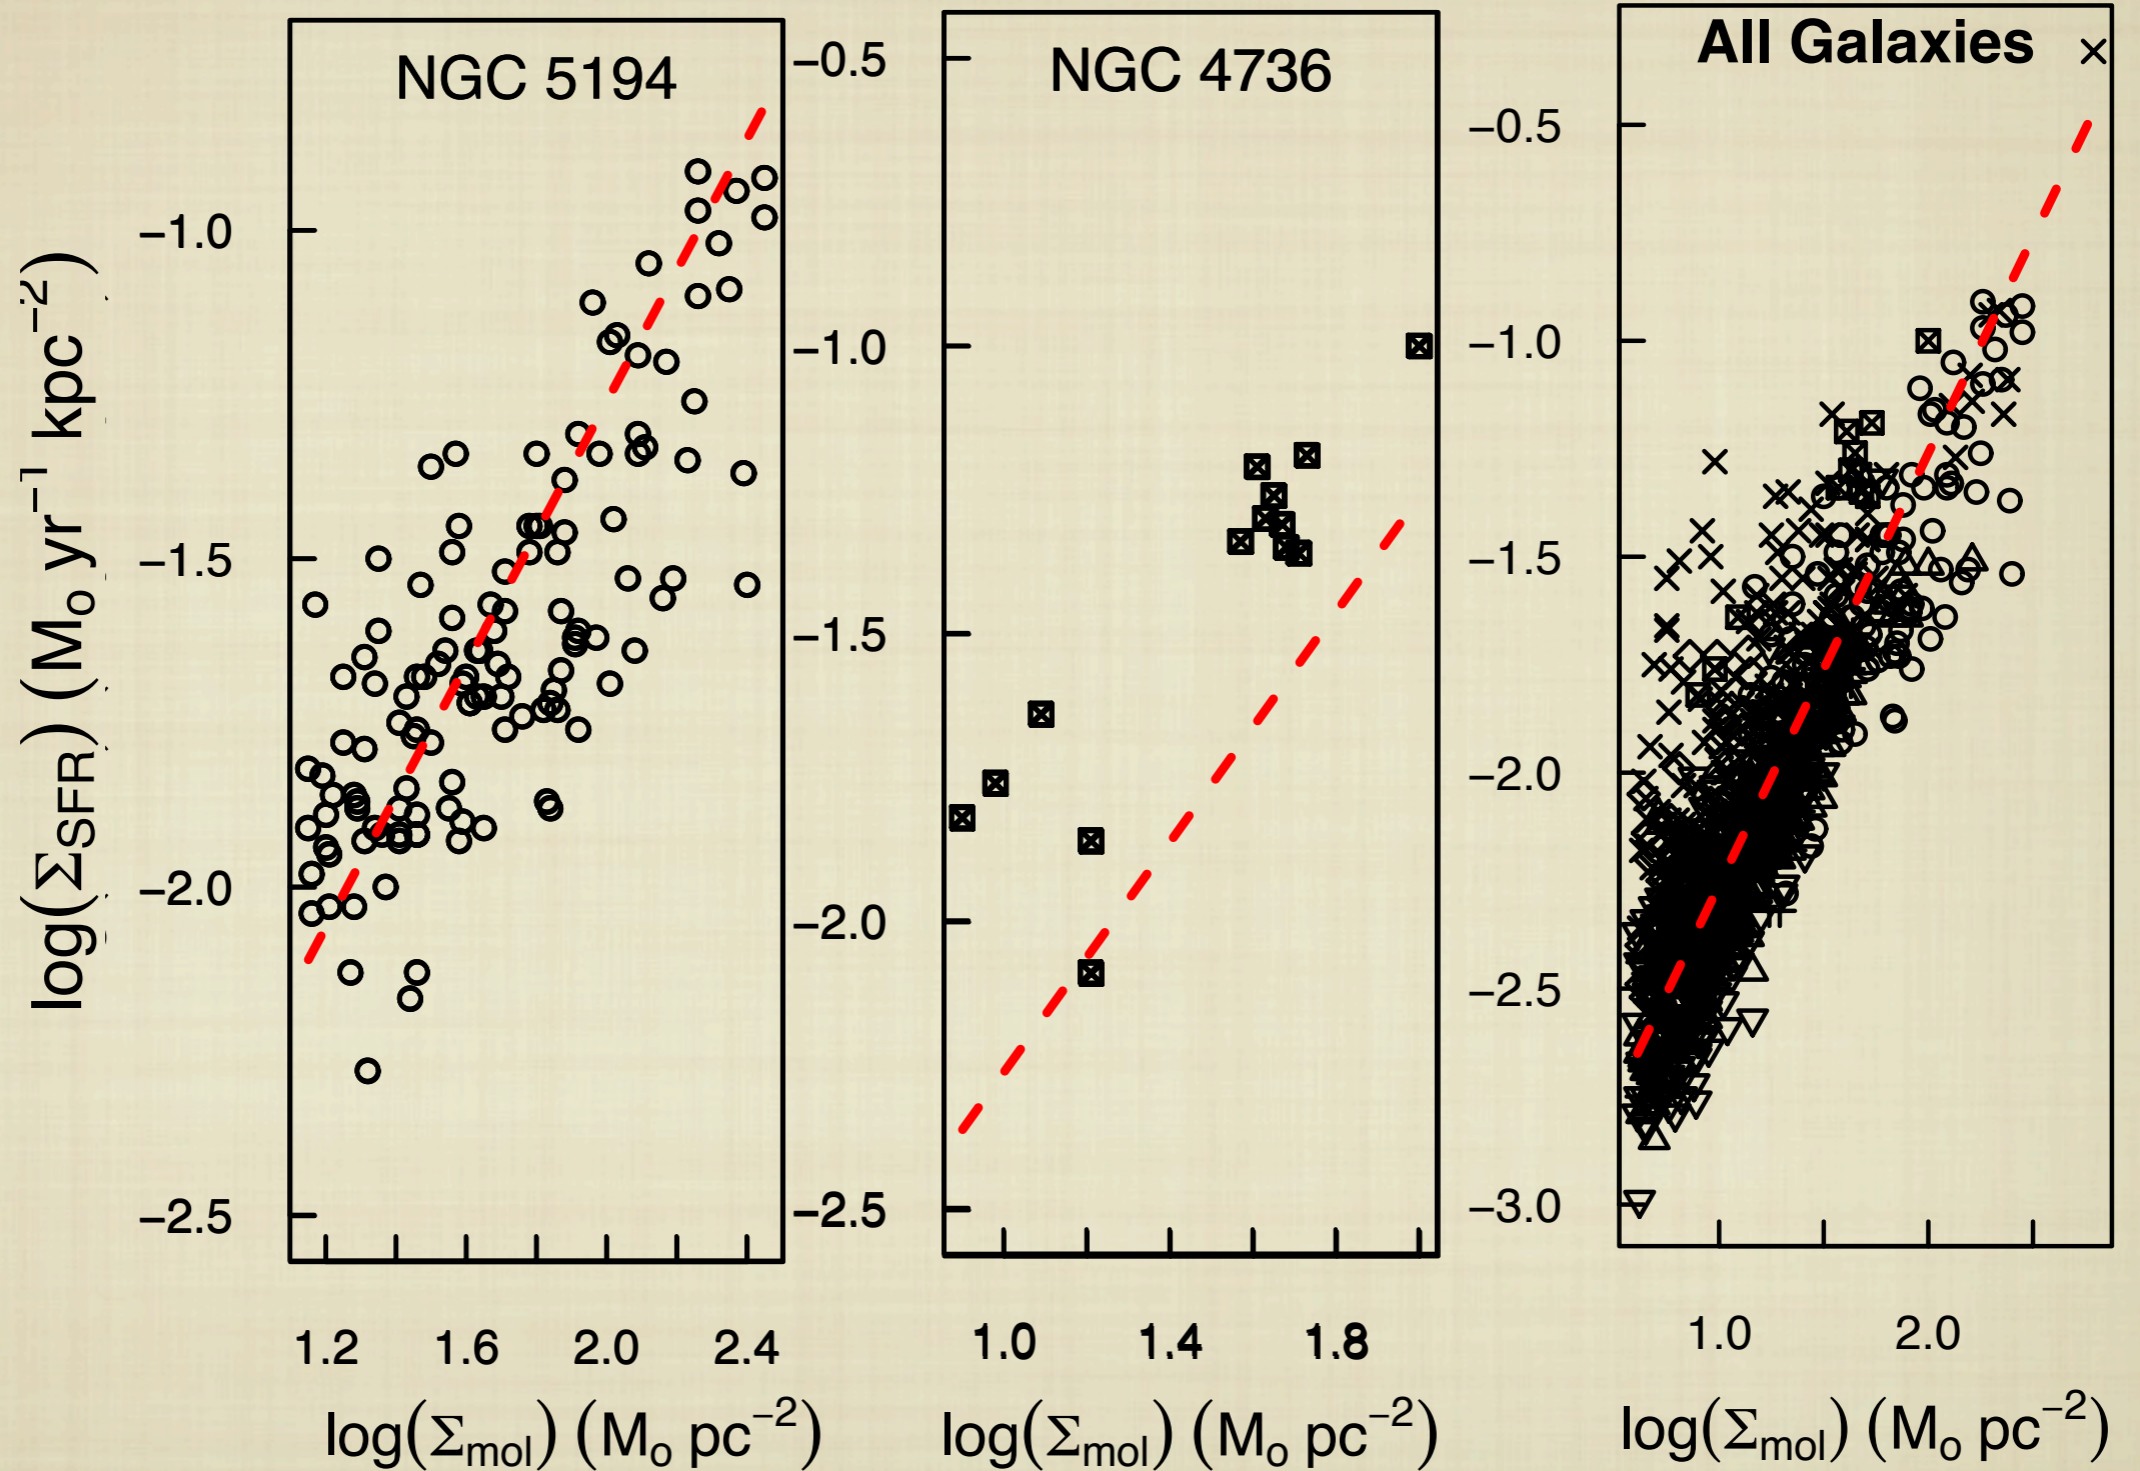 NGC 5194
NGC 4736
All Galaxies
log(ΣSFR) (Mo yr−1 kpc−2)
−1.0
−1.5
−2.0
−2.5
1.2 1.6 2.0 2.4
log(Σmol) (Mo pc−2)
−0.5
−1.0
−1.5
−2.0
−2.5
1.0 1.4 1.8
log(Σmol) (Mo pc−2)
−0.5
−1.0
−1.5
−2.0
−2.5
−3.0
1.0 2.0
log(Σmol) (Mo pc−2)